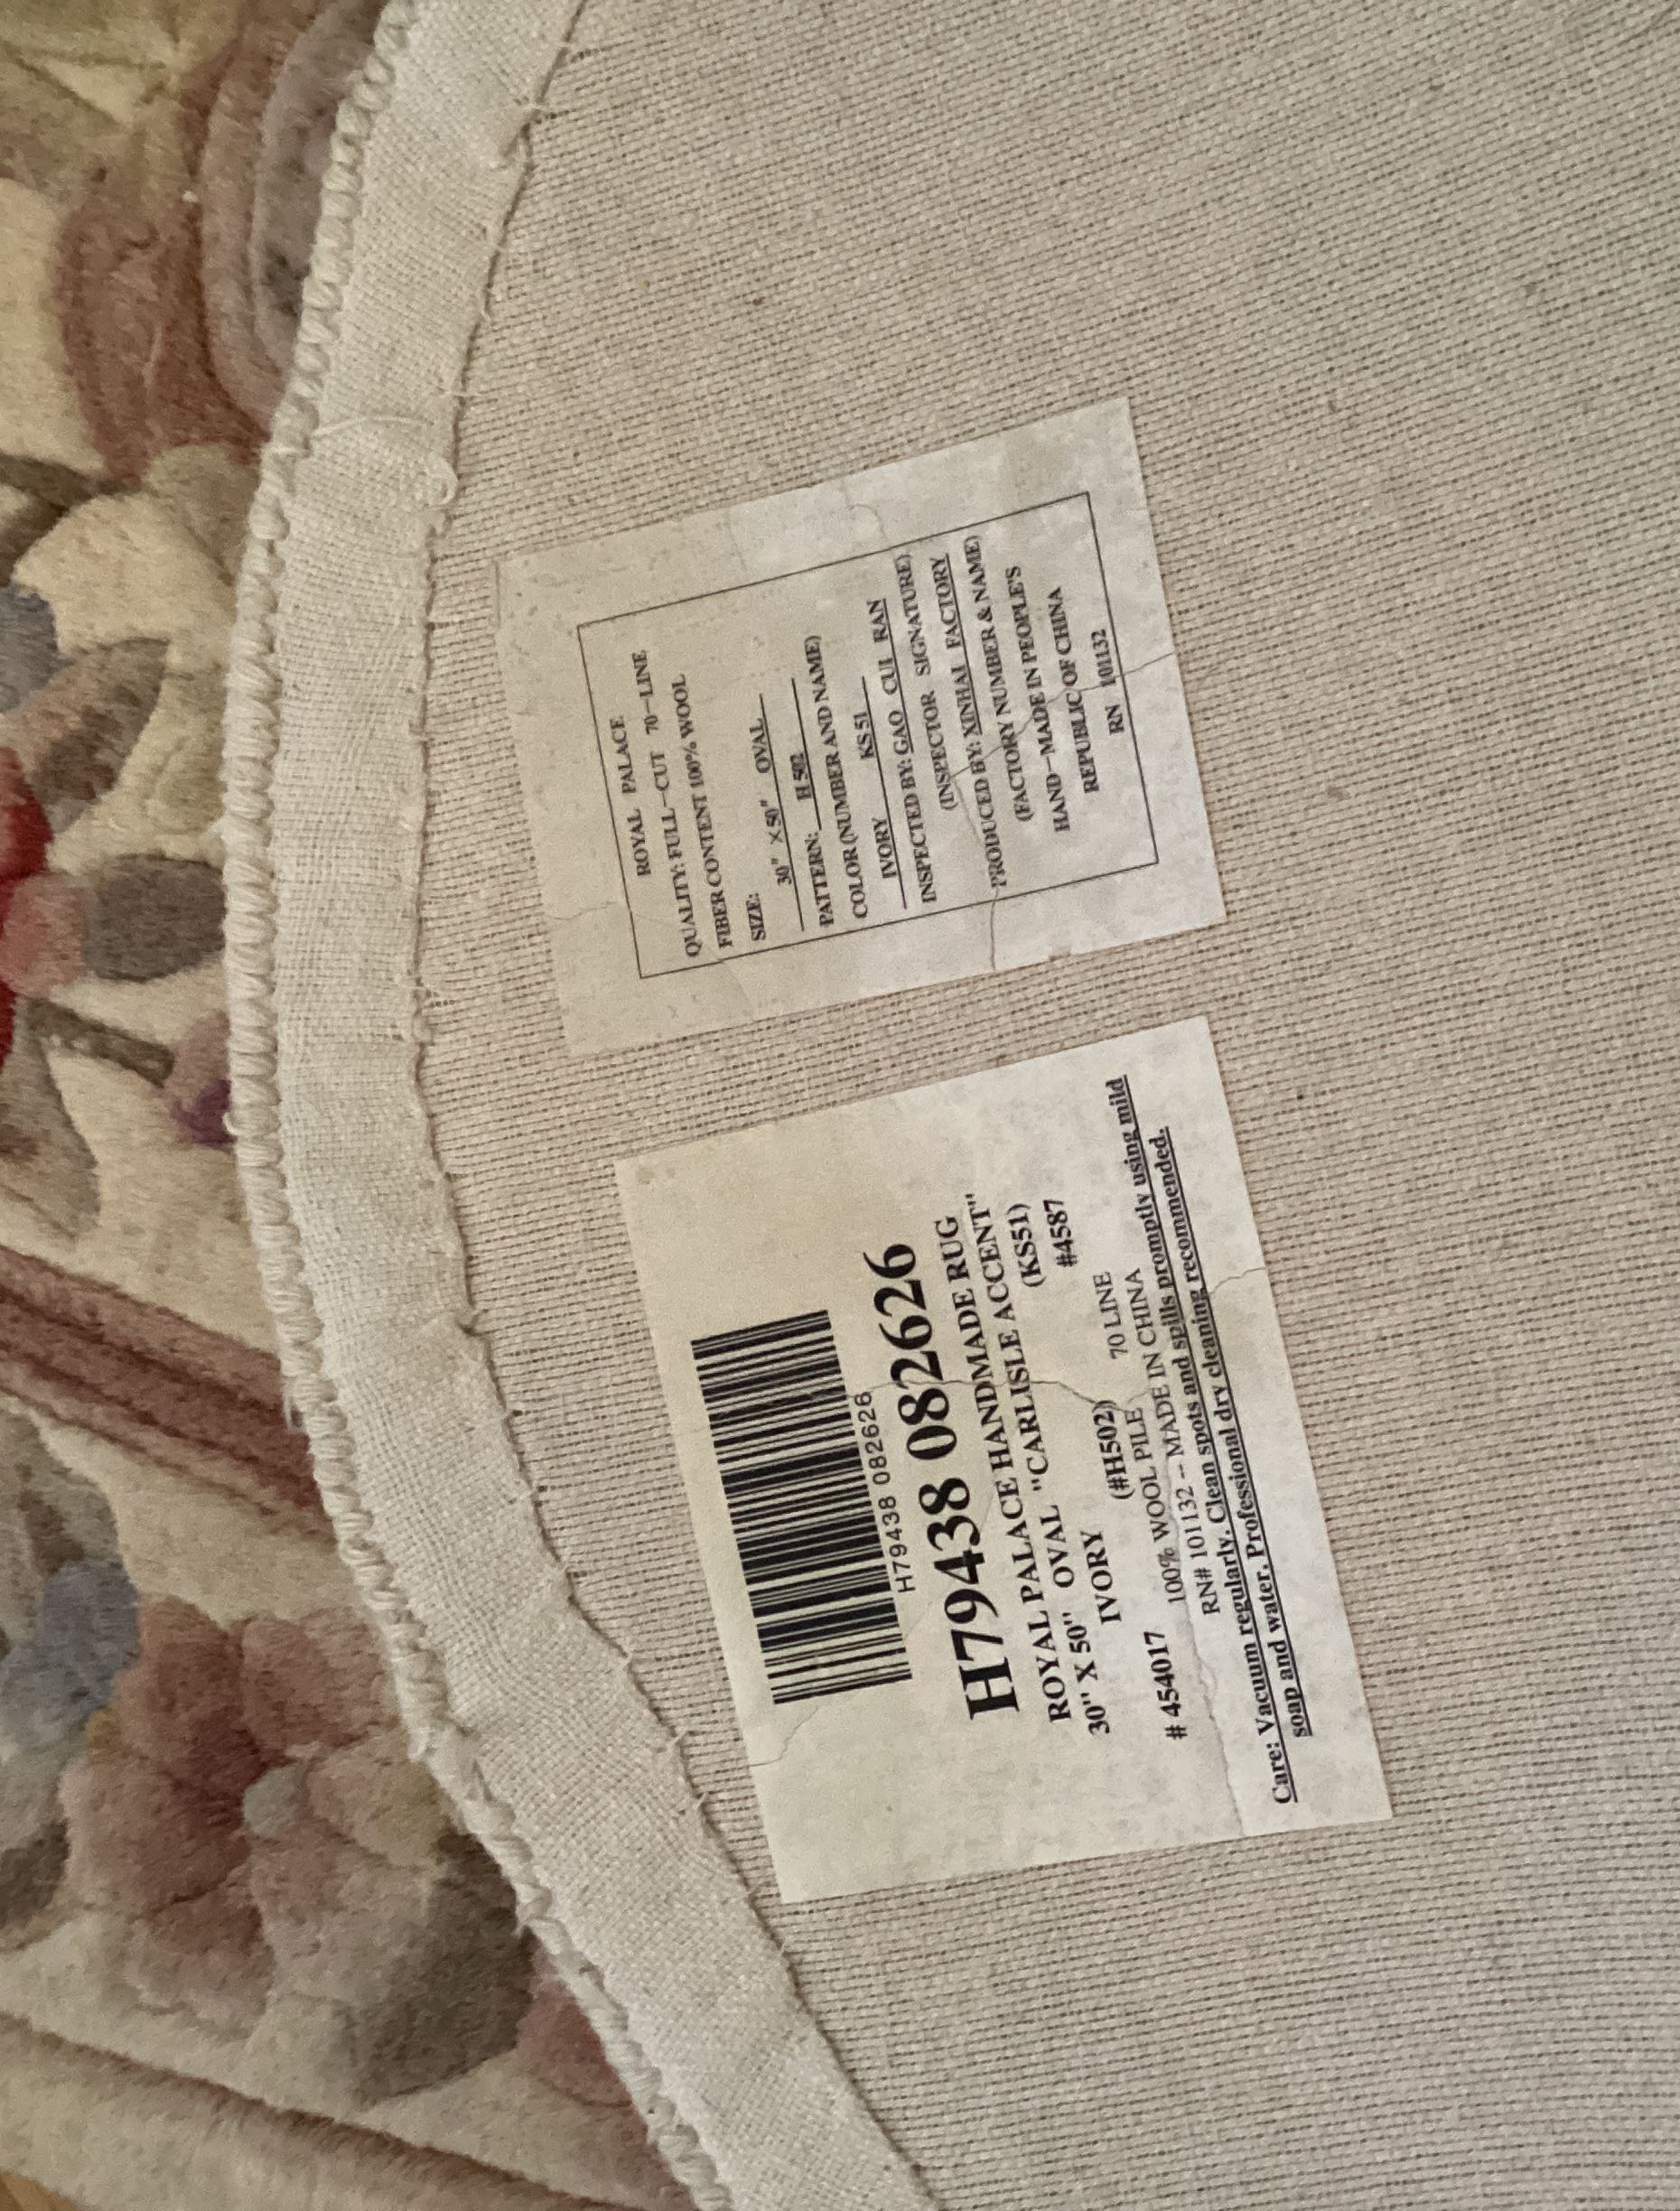 ROYAL PALACE
QUALITY: FULL-CUT 70-LINE
FIBER CONTENT 100% WOOL
SIZE:
30" X 50" OVAL
PATTERN: H 502
COLOR (NUMBER AND NAME)
IVORY KS 51
INSPECTED BY: GAO CUI RAN
(INSPECTOR SIGNATURE)
PRODUCED BY: XINHAI FACTORY
(FACTORY NUMBER & NAME)
HAND-MADE IN PEOPLE'S
REPUBLIC OF CHINA
RN 101132
H79438 082626
H79438 082626
ROYAL PALACE HANDMADE RUG
30" X 50" OVAL "CARLISLE ACCENT"
IVORY (KS51)
(#H502) #4587
# 454017 70 LINE
100% WOOL PILE
RN# 101132 - MADE IN CHINA
Care: Vacuum regularly. Clean spots and spills promptly using mild
soap and water. Professional dry cleaning recommended.